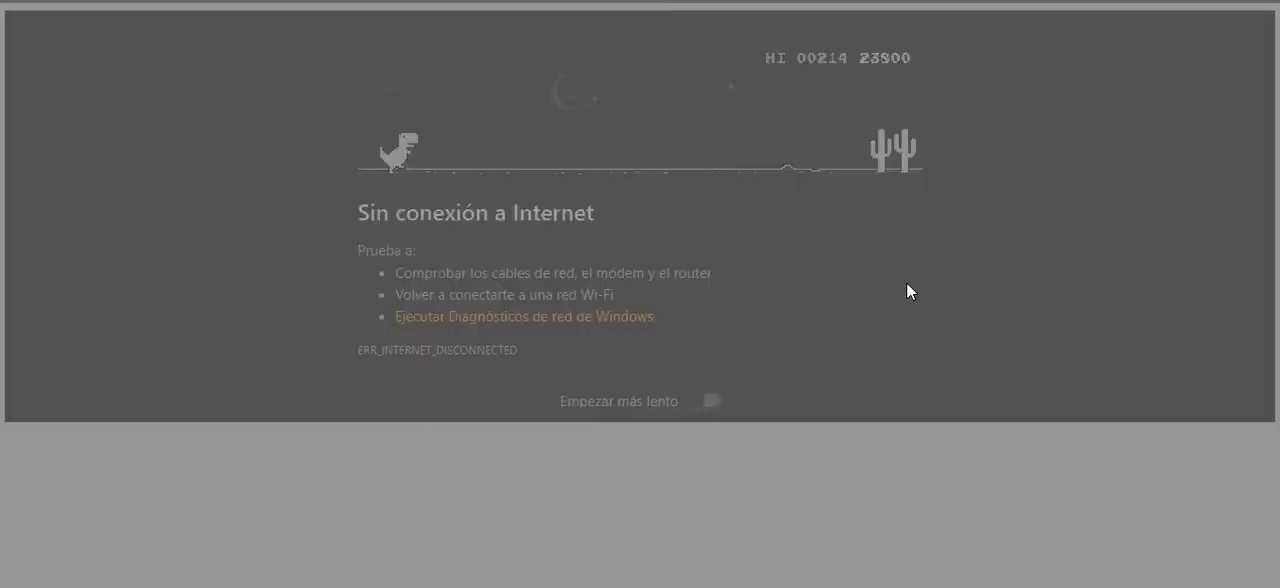 HI 00214 23800
Sin conexión a Internet
Prueba a:
Comprobar los cables de red, el módem y el router
Volver a conectarte a una red Wi-Fi
Ejecutar Diagnósticos de red de Windows
ERR_INTERNET_DISCONNECTED
Empezar más lento